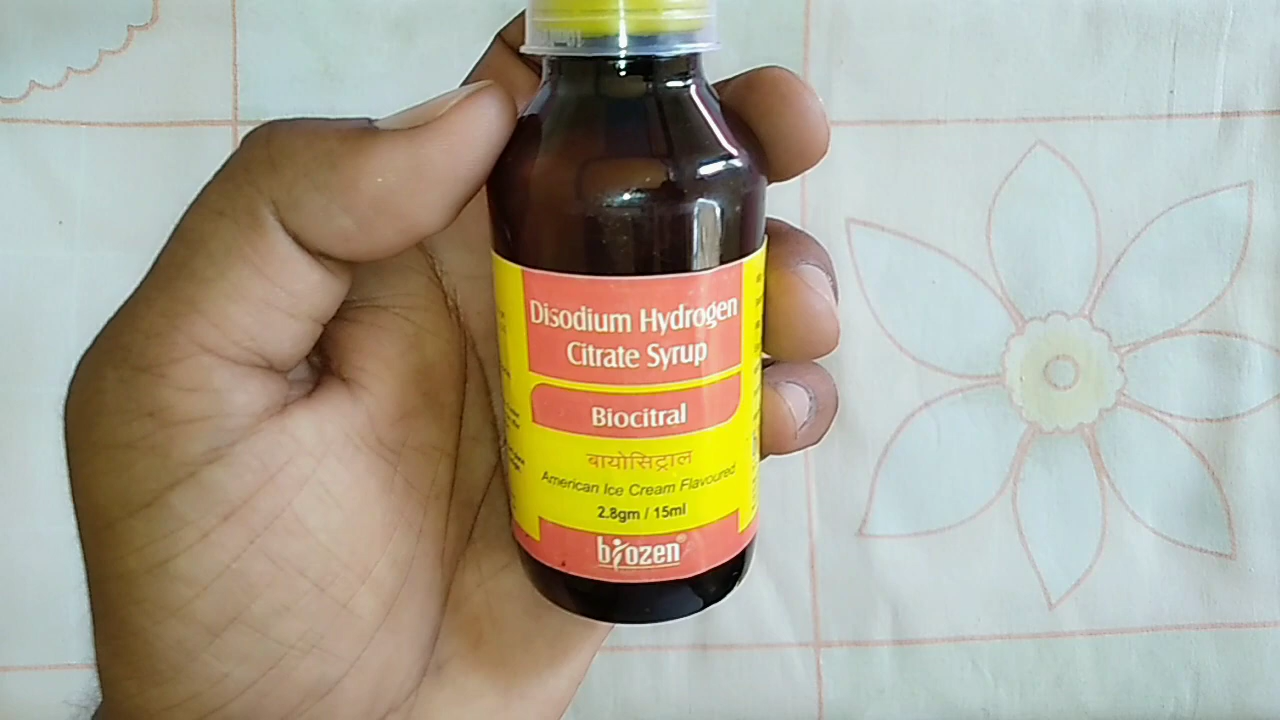 Disodium Hydrogen
Citrate Syrup
Biocitral
बायोसिट्राल
American Ice Cream Flavoured
2.8gm / 15ml
biozen®